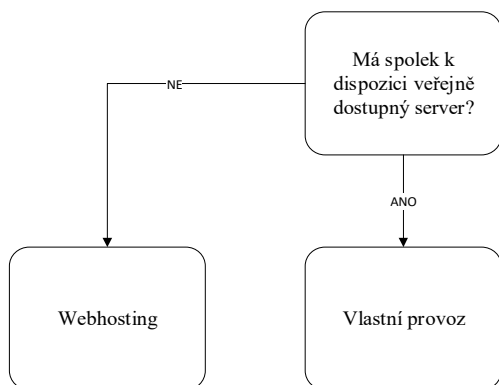 Má spolek k
dispozici veřejně
dostupný server?
NE
ANO
Webhosting
Vlastní provoz